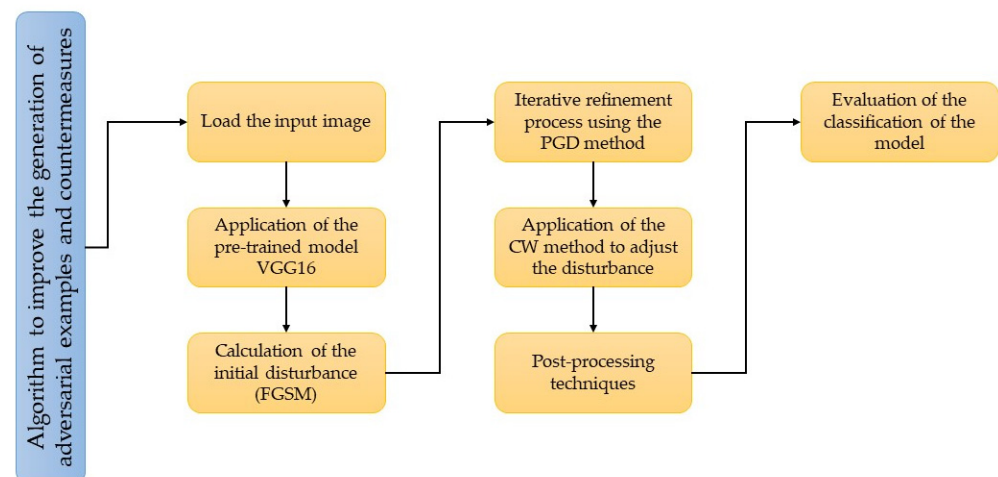 Algorithm to improve the generation of
adversarial examples and countermeasures
Load the input image
Application of the
pre-trained model
VGG16
Calculation of the
initial disturbance
(FGSM)
Iterative refinement
process using the
PGD method
Application of the
CW method to adjust
the disturbance
Post-processing
techniques
Evaluation of the
classification of the
model